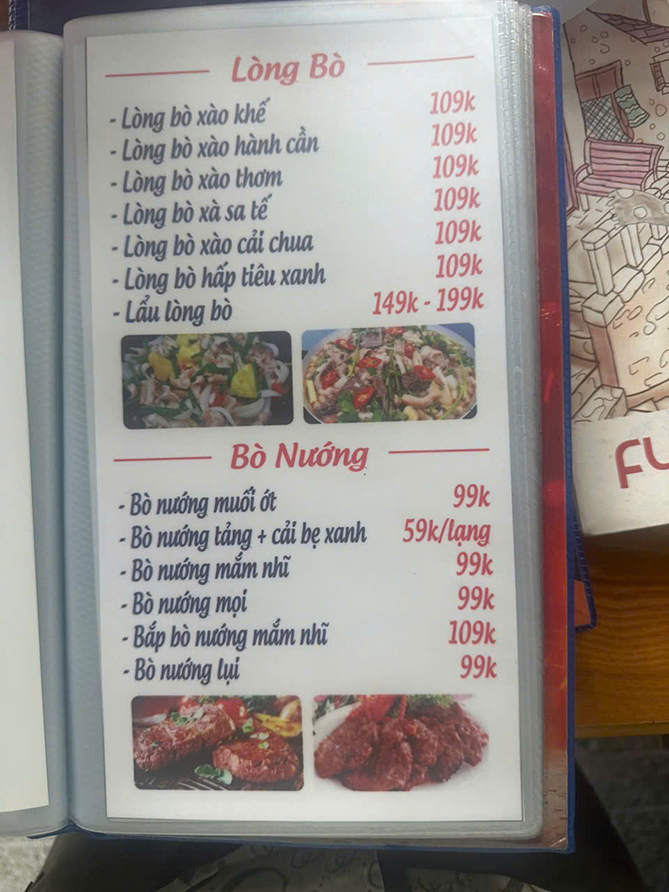 Lòng Bò
- Lòng bò xào khế 109k
- Lòng bò xào hành cần 109k
- Lòng bò xào thơm 109k
- Lòng bò xà sa tế 109k
- Lòng bò xào cải chua 109k
- Lòng bò hấp tiêu xanh 109k
- Lẩu lòng bò 149k - 199k
Bò Nướng
- Bò nướng muối ớt 99k
- Bò nướng tảng + cải bẹ xanh 59k/lạng
- Bò nướng mắm nhĩ 99k
- Bò nướng mọi 99k
- Bắp bò nướng mắm nhĩ 109k
- Bò nướng lụi 99k